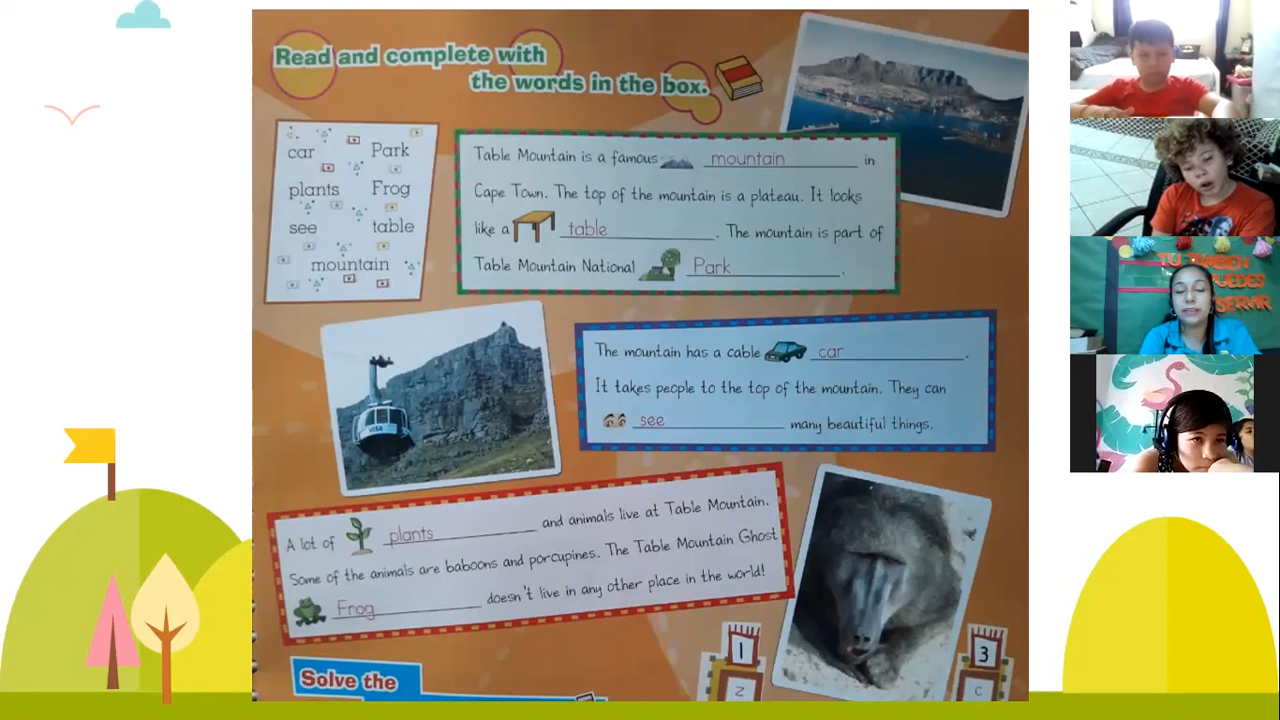 Read and complete with
the words in the box.
car Park
plants Frog
see table
mountain
Table Mountain is a famous mountain in
Cape Town. The top of the mountain is a plateau. It looks
like a table. The mountain is part of
Table Mountain National Park.
The mountain has a cable car.
It takes people to the top of the mountain. They can
see many beautiful things.
VISA
A lot of plants and animals live at Table Mountain.
Some of the animals are baboons and porcupines. The Table Mountain Ghost
Frog doesn't live in any other place in the world!
Solve the
1
3
Z
C
TU TAMBIEN
PUEDES